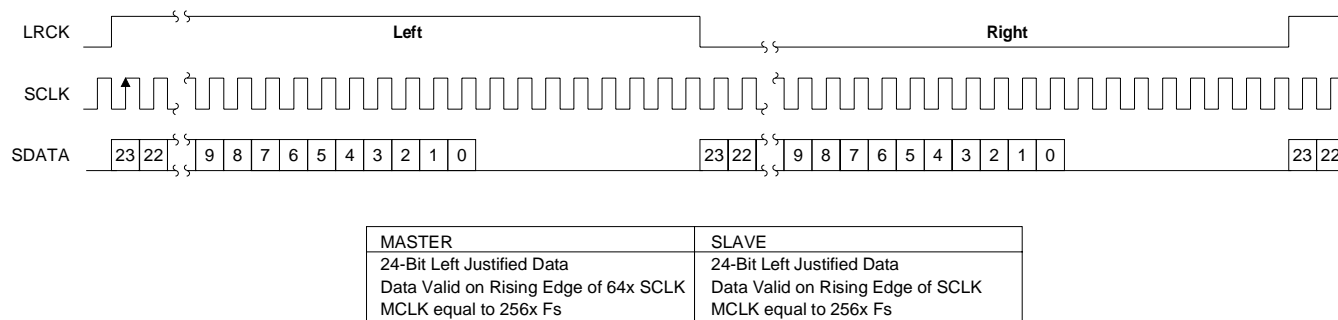 LRCK Left Right
SCLK
SDATA 23 22 9 8 7 6 5 4 3 2 1 0 23 22 9 8 7 6 5 4 3 2 1 0 23 22
MASTER SLAVE
24-Bit Left Justified Data 24-Bit Left Justified Data
Data Valid on Rising Edge of 64x SCLK Data Valid on Rising Edge of SCLK
MCLK equal to 256x Fs MCLK equal to 256x Fs